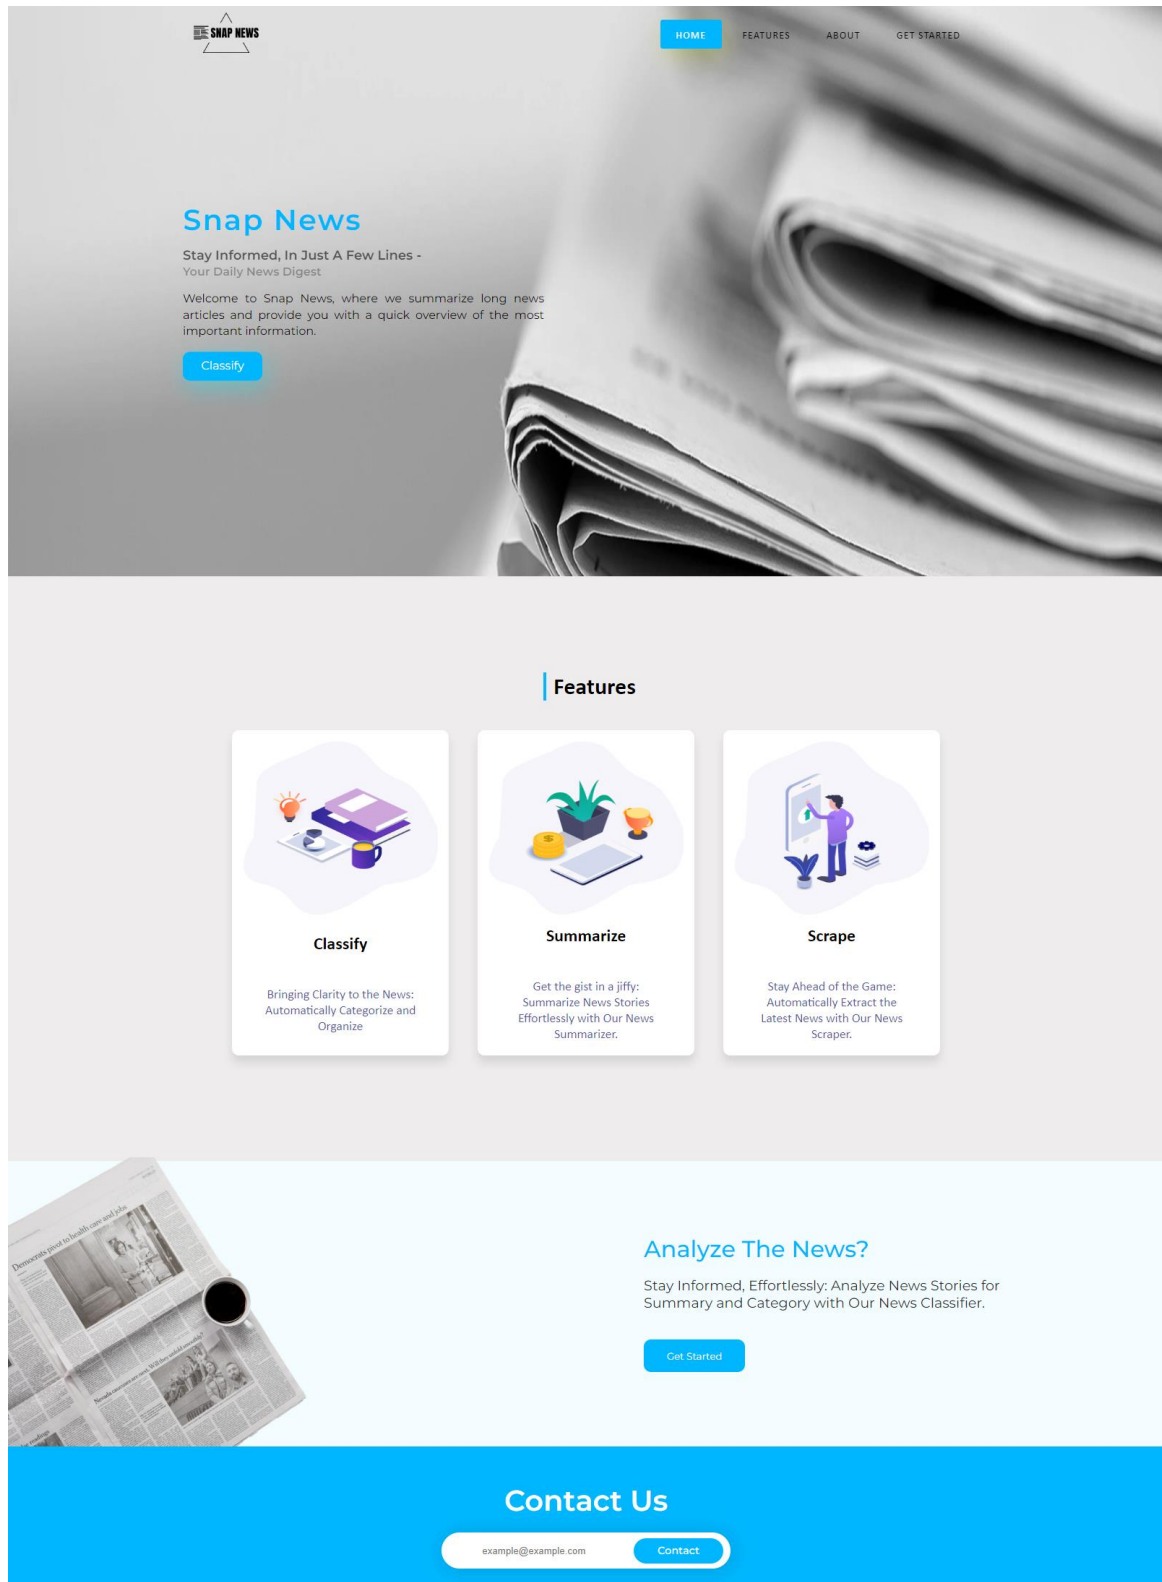 SNAP NEWS
HOME
FEATURES
ABOUT
GET STARTED
Snap News
Stay Informed, In Just A Few Lines -
Your Daily News Digest
Welcome to Snap News, where we summarize long news
articles and provide you with a quick overview of the most
important information.
Classify
Features
Classify
Bringing Clarity to the News:
Automatically Categorize and
Organize
Summarize
Get the gist in a jiffy:
Summarize News Stories
Effortlessly with Our News
Summarizer.
Scrape
Stay Ahead of the Game:
Automatically Extract the
Latest News with Our News
Scraper.
Democrats pivot to health care and jobs
Analyze The News?
Stay Informed, Effortlessly: Analyze News Stories for
Summary and Category with Our News Classifier.
Get Started
Contact Us
example@example.com
Contact